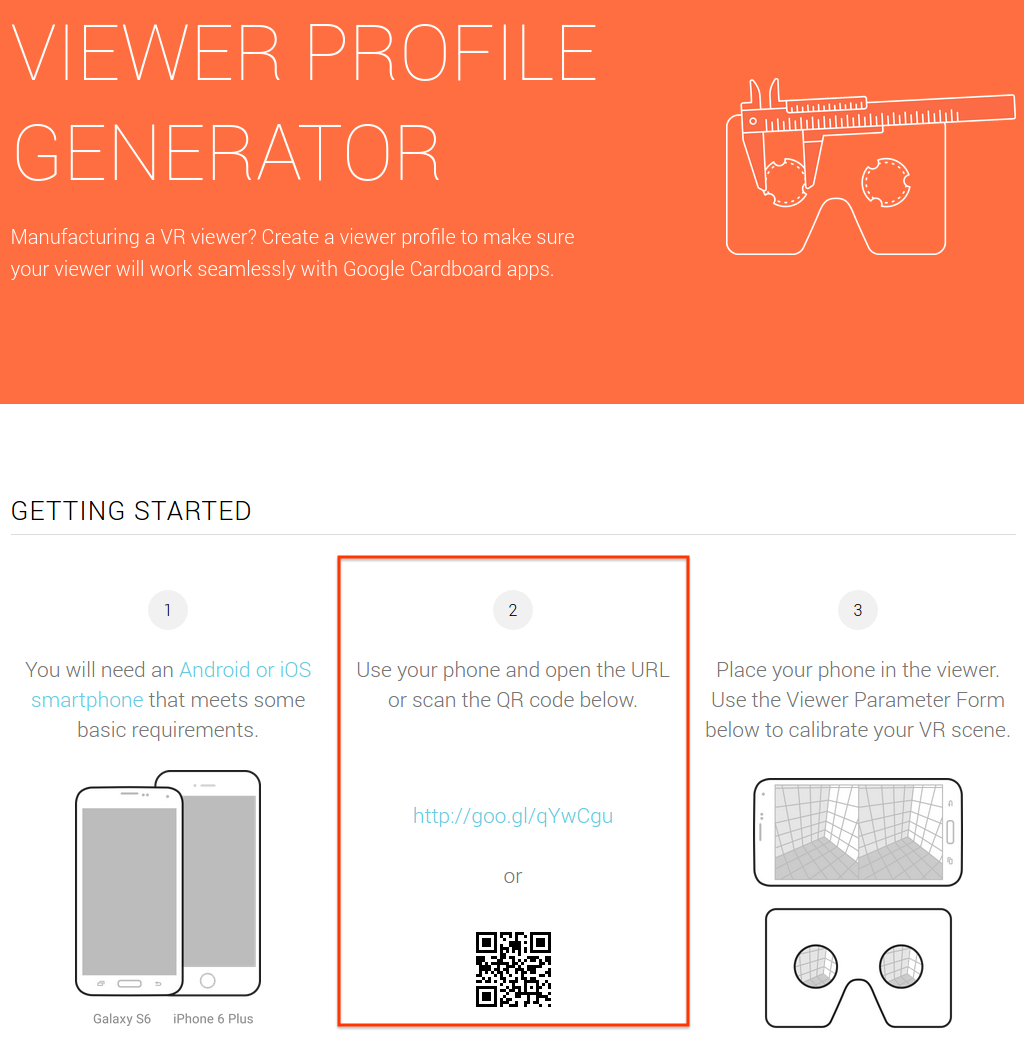 VIEWER PROFILE
GENERATOR
Manufacturing a VR viewer? Create a viewer profile to make sure
your viewer will work seamlessly with Google Cardboard apps.
GETTING STARTED
1
You will need an Android or iOS
smartphone that meets some
basic requirements.
Galaxy S6 iPhone 6 Plus
2
Use your phone and open the URL
or scan the QR code below.
http://goo.gl/qYwCgu
or
3
Place your phone in the viewer.
Use the Viewer Parameter Form
below to calibrate your VR scene.